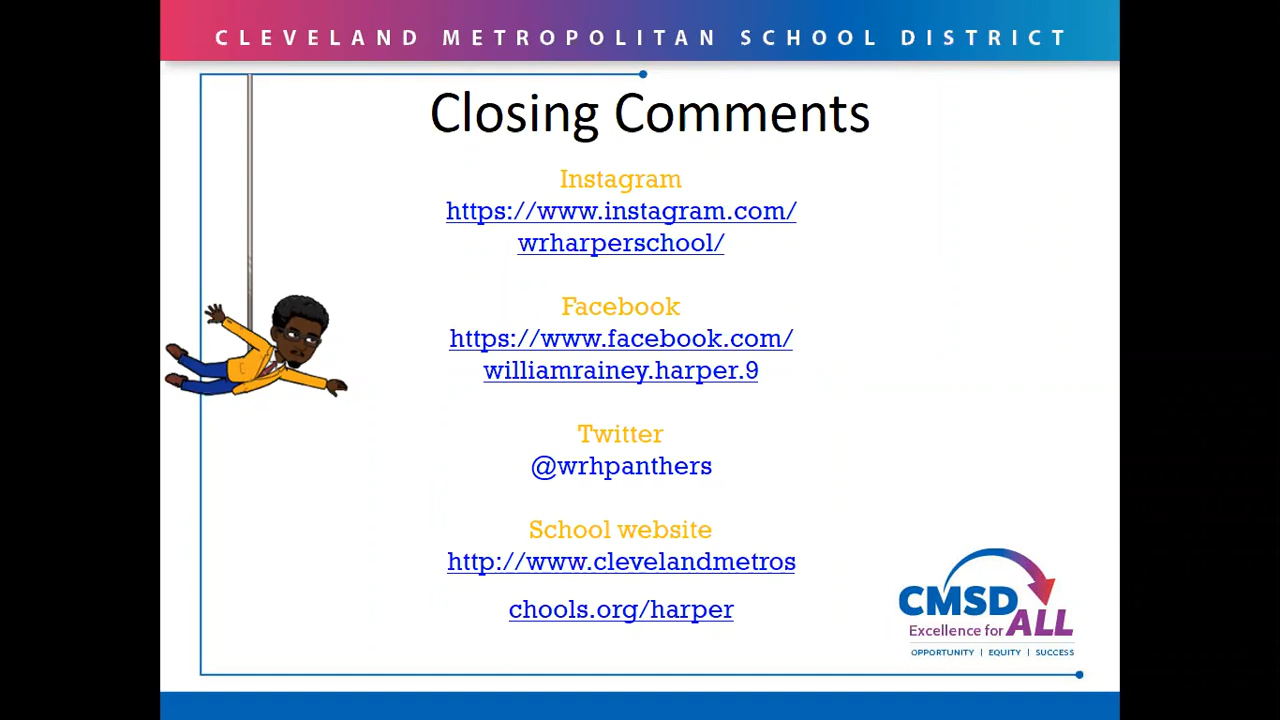 CLEVELAND METROPOLITAN SCHOOL DISTRICT
Closing Comments
Instagram
https://www.instagram.com/
wrharperschool/
Facebook
https://www.facebook.com/
williamrainey.harper.9
Twitter
@wrhpanthers
School website
http://www.clevelandmetros
chools.org/harper
CMSD
Excellence for ALL
OPPORTUNITY | EQUITY | SUCCESS